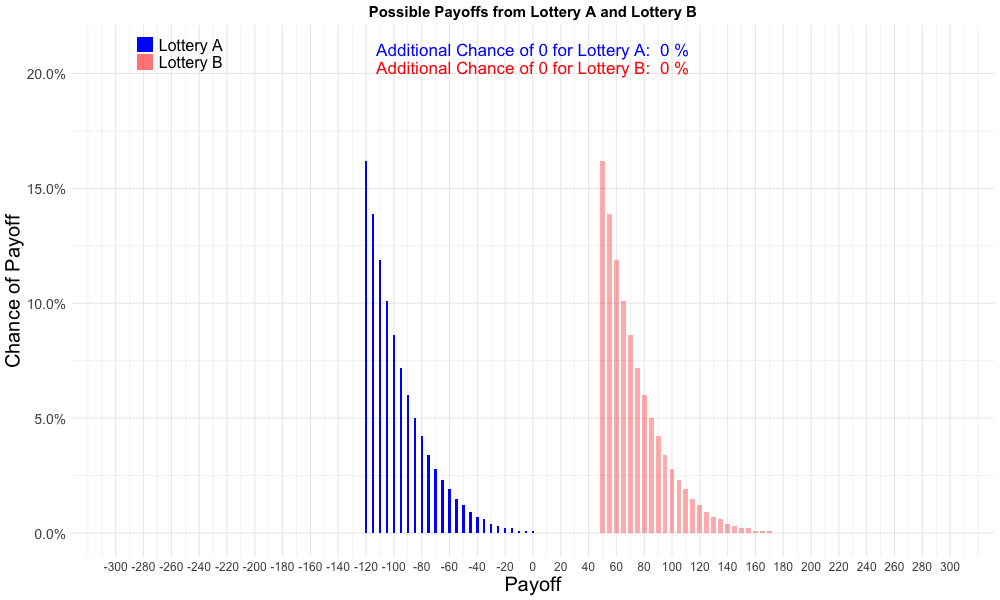 Possible Payoffs from Lottery A and Lottery B
Lottery A
Lottery B
Additional Chance of 0 for Lottery A:  0 %
Additional Chance of 0 for Lottery B:  0 %
Chance of Payoff
20.0%
15.0%
10.0%
5.0%
0.0%
-300 -280 -260 -240 -220 -200 -180 -160 -140 -120 -100 -80 -60 -40 -20 0 20 40 60 80 100 120 140 160 180 200 220 240 260 280 300
Payoff